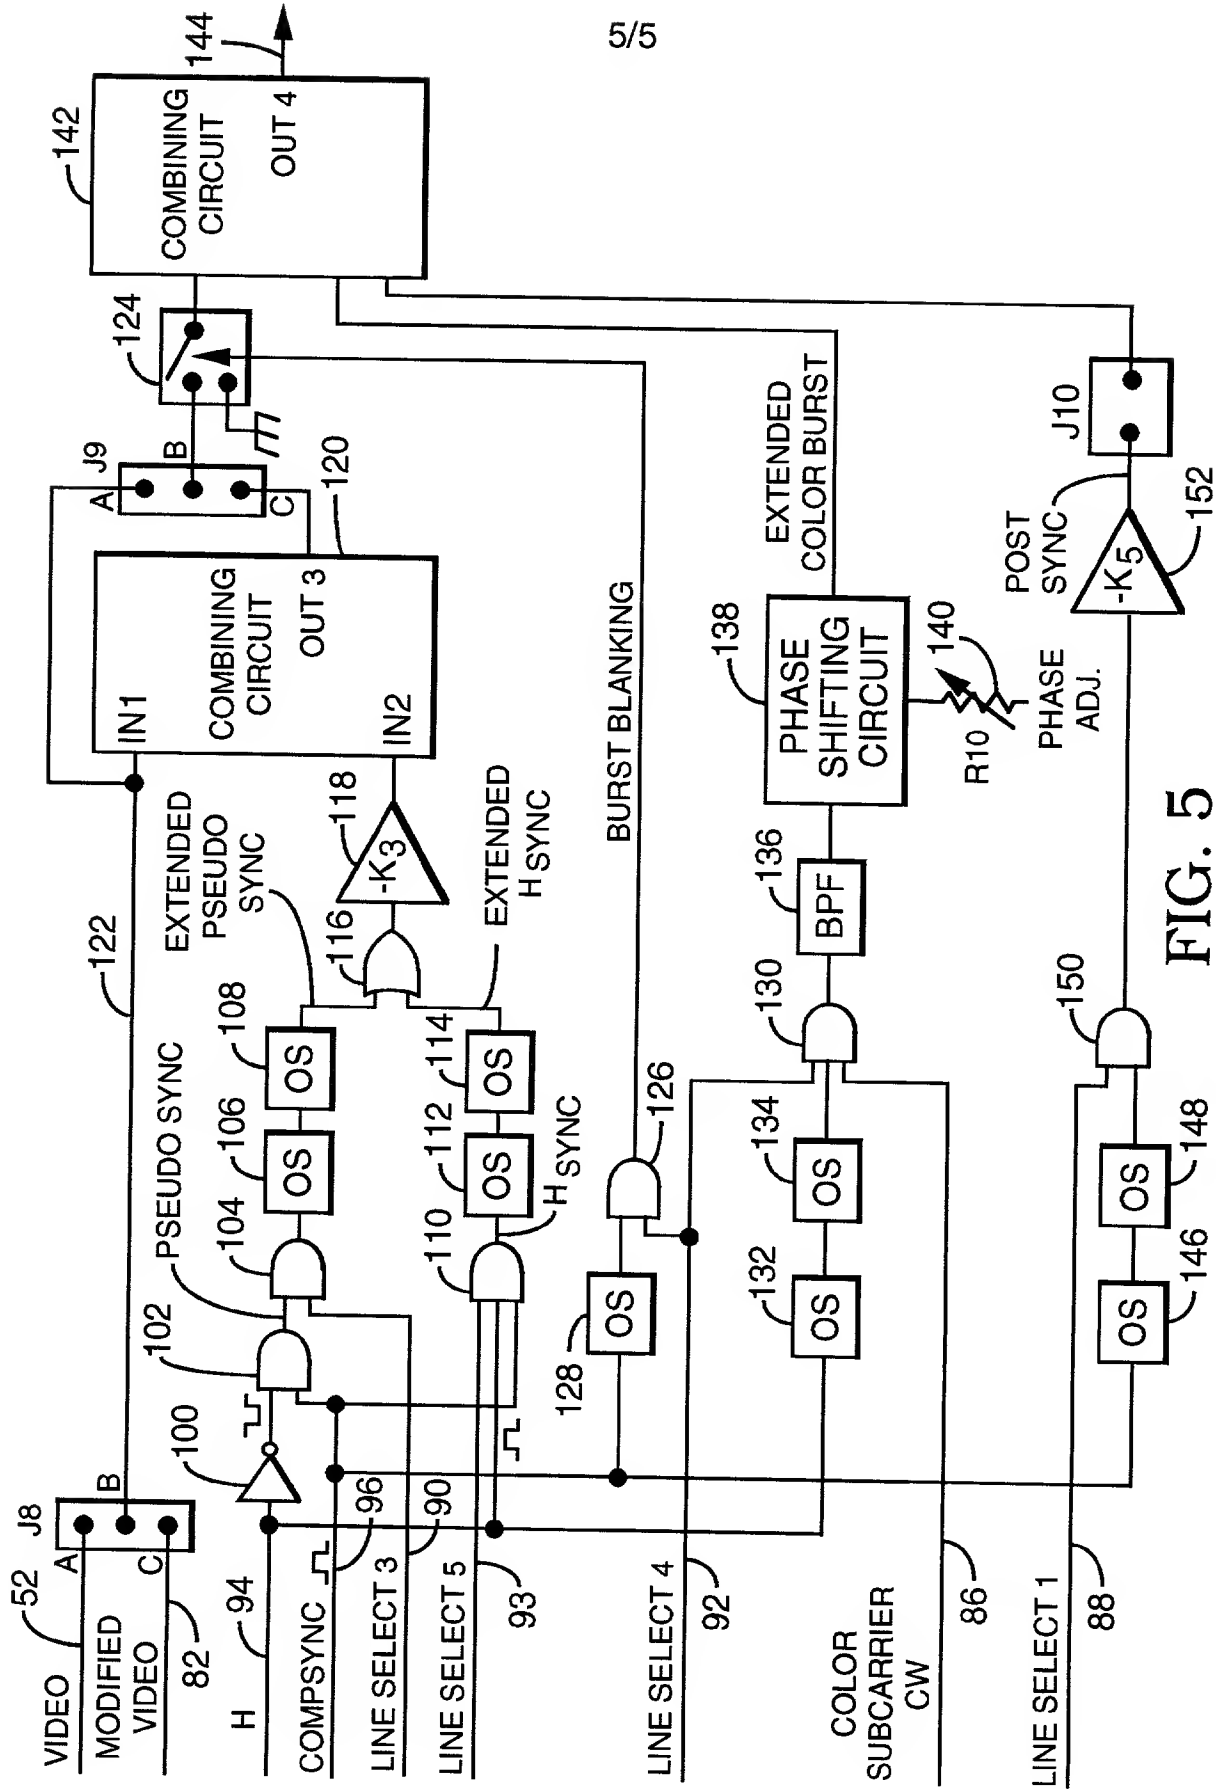 5/5
VIDEO
52
A
J8
B
C
MODIFIED
VIDEO
82
122
H
94
100
COMPSYNC
96
LINE SELECT 3
90
LINE SELECT 5
93
LINE SELECT 4
92
COLOR
SUBCARRIER
CW
86
LINE SELECT 1
88
102
PSEUDO SYNC
104
106
OS
108
OS
EXTENDED
PSEUDO
SYNC
110
H SYNC
112
OS
114
OS
EXTENDED
H SYNC
116
118
-K3
IN1
IN2
COMBINING
CIRCUIT
OUT 3
120
J9
A
B
C
124
COMBINING
CIRCUIT
OUT 4
142
144
128
OS
126
BURST BLANKING
132
OS
134
OS
130
136
BPF
138
PHASE
SHIFTING
CIRCUIT
EXTENDED
COLOR BURST
R10
140
PHASE
ADJ.
146
OS
148
OS
150
-K5
152
POST
SYNC
J10
FIG. 5